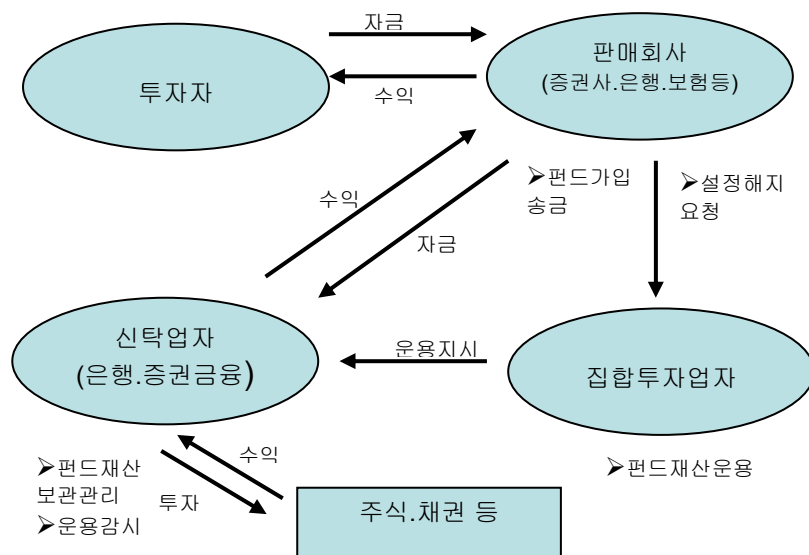 자금
투자자
판매회사
(증권사.은행.보험등)
수익
➢펀드가입
송금
➢설정해지
요청
수익
자금
신탁업자
(은행.증권금융)
운용지시
집합투자업자
➢펀드재산
보관관리
➢운용감시
수익
투자
➢펀드재산운용
주식.채권 등